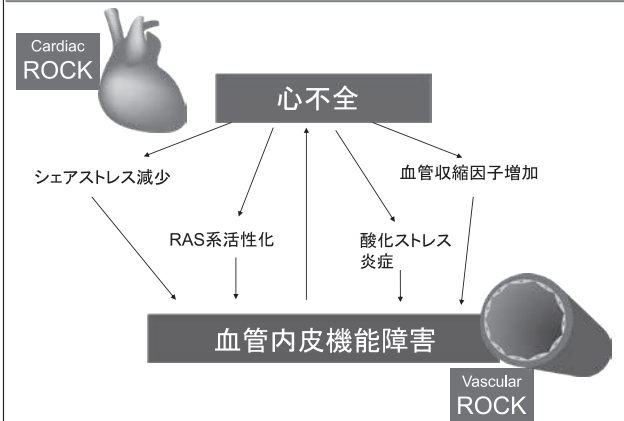 Cardiac
ROCK
心不全
シェアストレス減少
血管収縮因子増加
RAS系活性化
酸化ストレス
炎症
血管内皮機能障害
Vascular
ROCK